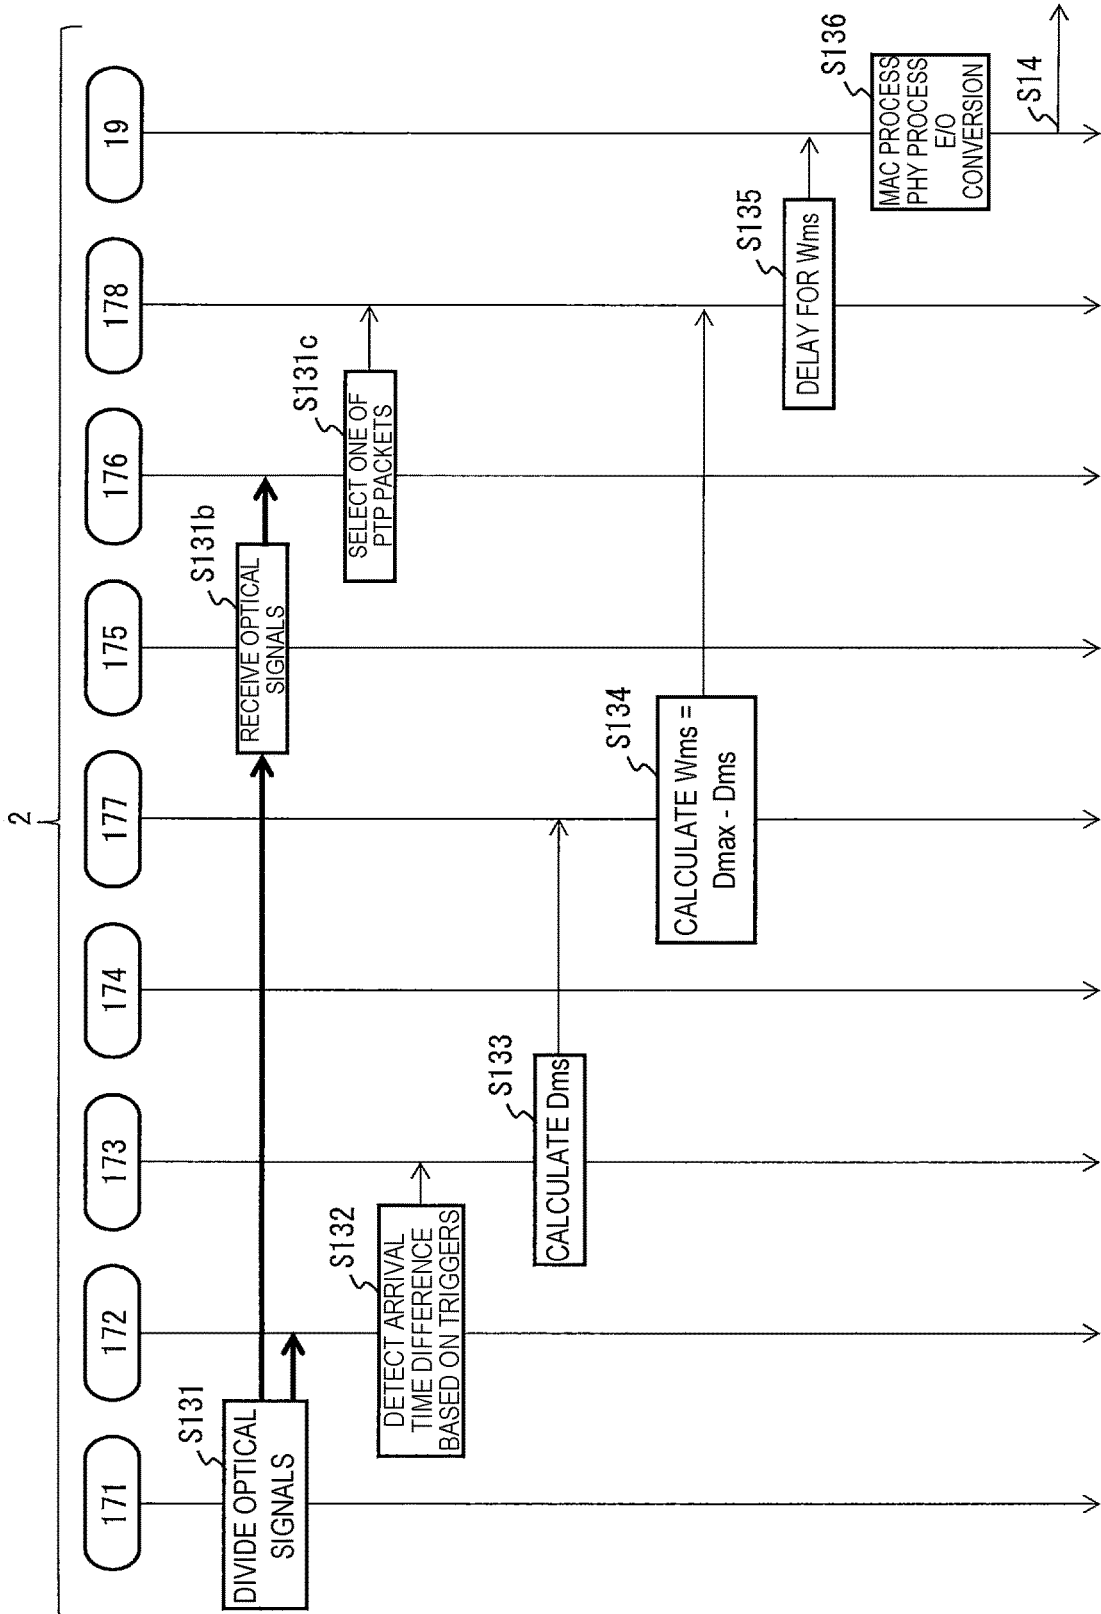 2
171
172
173
174
177
175
176
178
19
S131
DIVIDE OPTICAL
SIGNALS
S131b
RECEIVE OPTICAL
SIGNALS
S131c
SELECT ONE OF
PTP PACKETS
S132
DETECT ARRIVAL
TIME DIFFERENCE
BASED ON TRIGGERS
S133
CALCULATE Dms
S134
CALCULATE Wms =
Dmax - Dms
S135
DELAY FOR Wms
S136
MAC PROCESS
PHY PROCESS
E/O
CONVERSION
S14